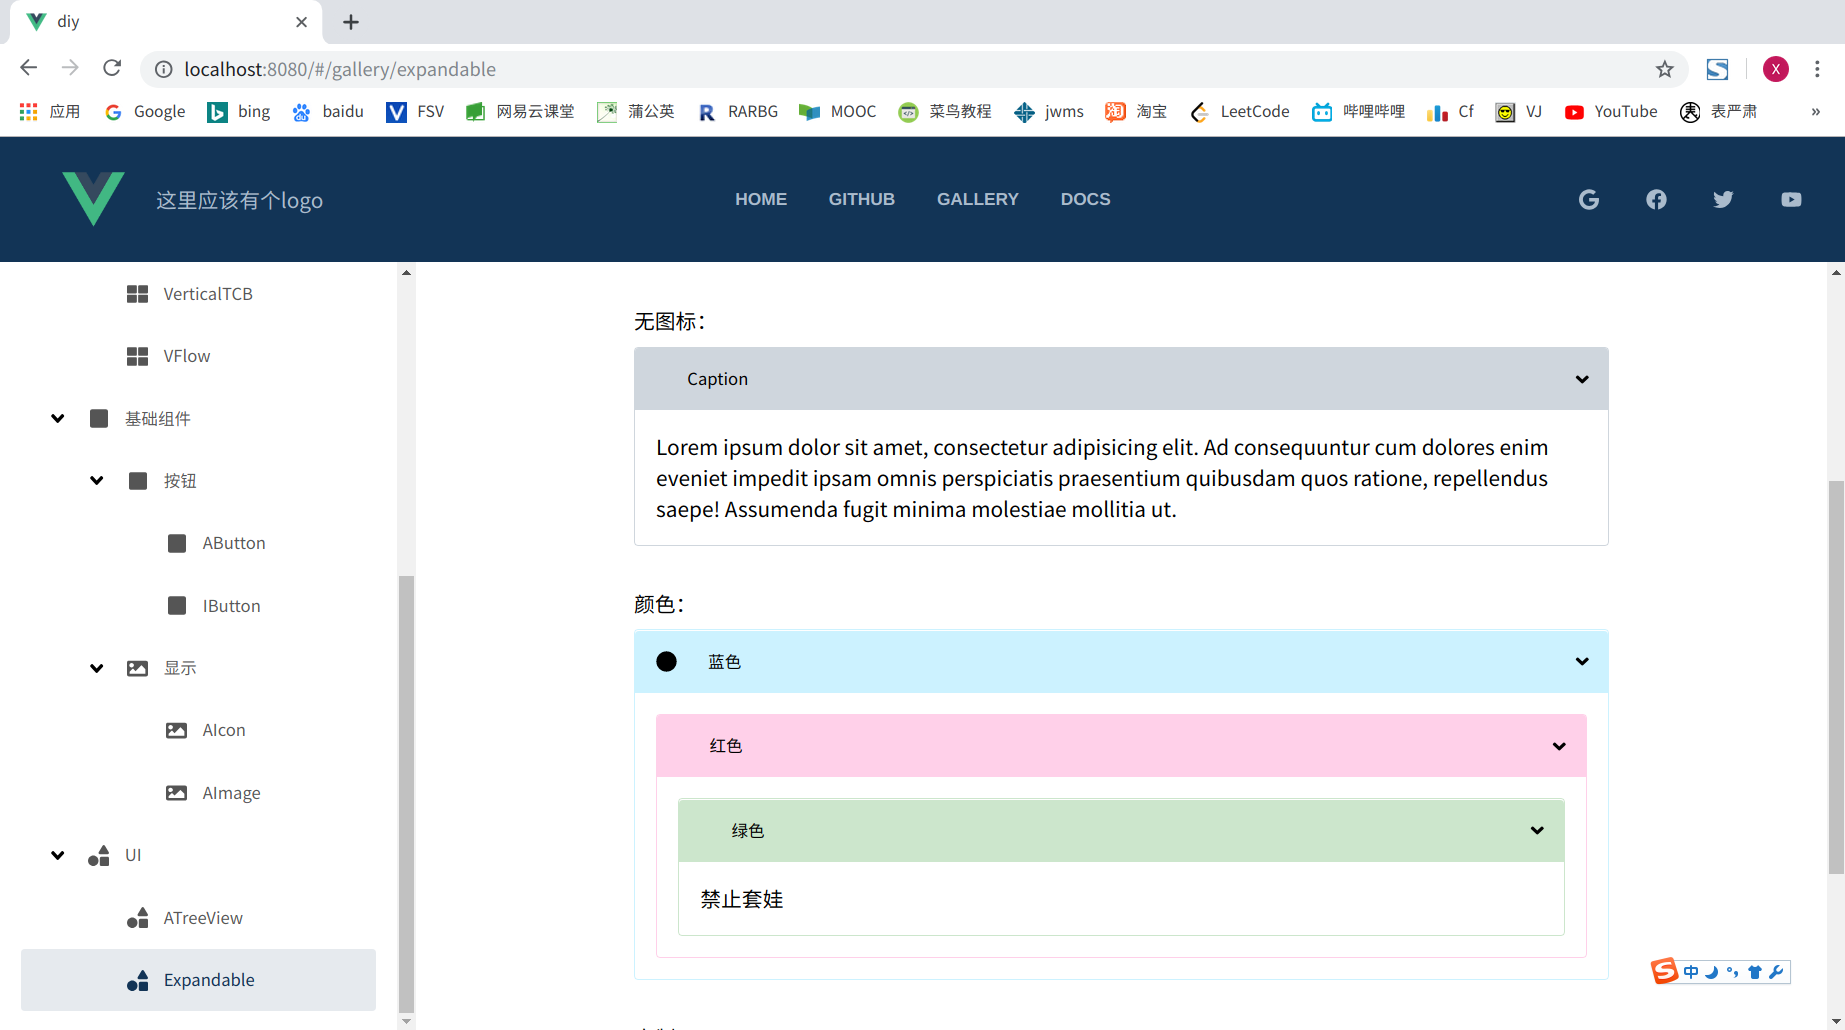 diy
localhost:8080/#/gallery/expandable
应用 Google bing baidu FSV 网易云课堂 蒲公英 RARBG MOOC 菜鸟教程 jwms 淘宝 LeetCode 哔哩哔哩 Cf VJ YouTube 表严肃 »
这里应该有个logo
HOME GITHUB GALLERY DOCS
VerticalTCB
VFlow
基础组件
按钮
AButton
IButton
显示
AIcon
AImage
UI
ATreeView
Expandable
无图标：
Caption
Lorem ipsum dolor sit amet, consectetur adipisicing elit. Ad consequuntur cum dolores enim
eveniet impedit ipsam omnis perspiciatis praesentium quibusdam quos ratione, repellendus
saepe! Assumenda fugit minima molestiae mollitia ut.
颜色：
蓝色
红色
绿色
禁止套娃
中